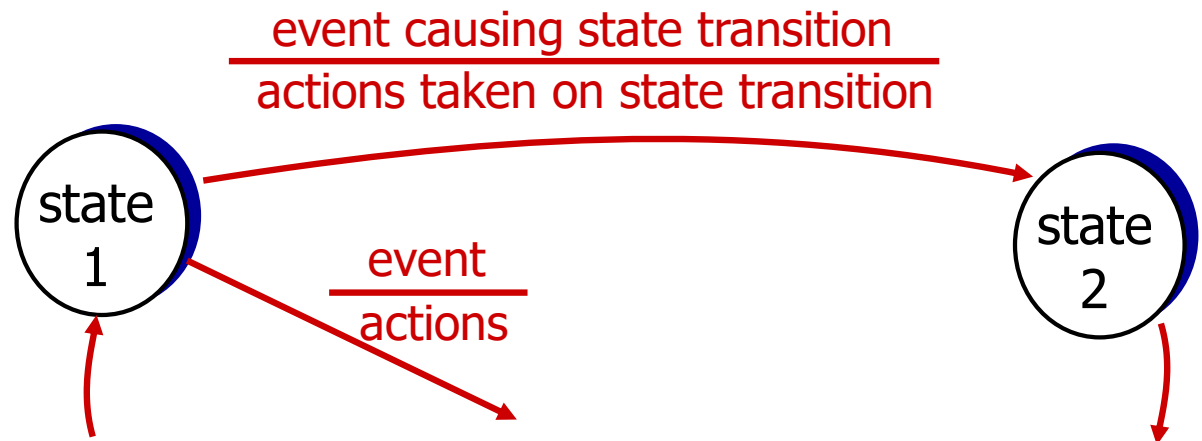 event causing state transition
actions taken on state transition
state
1
event
actions
state
2